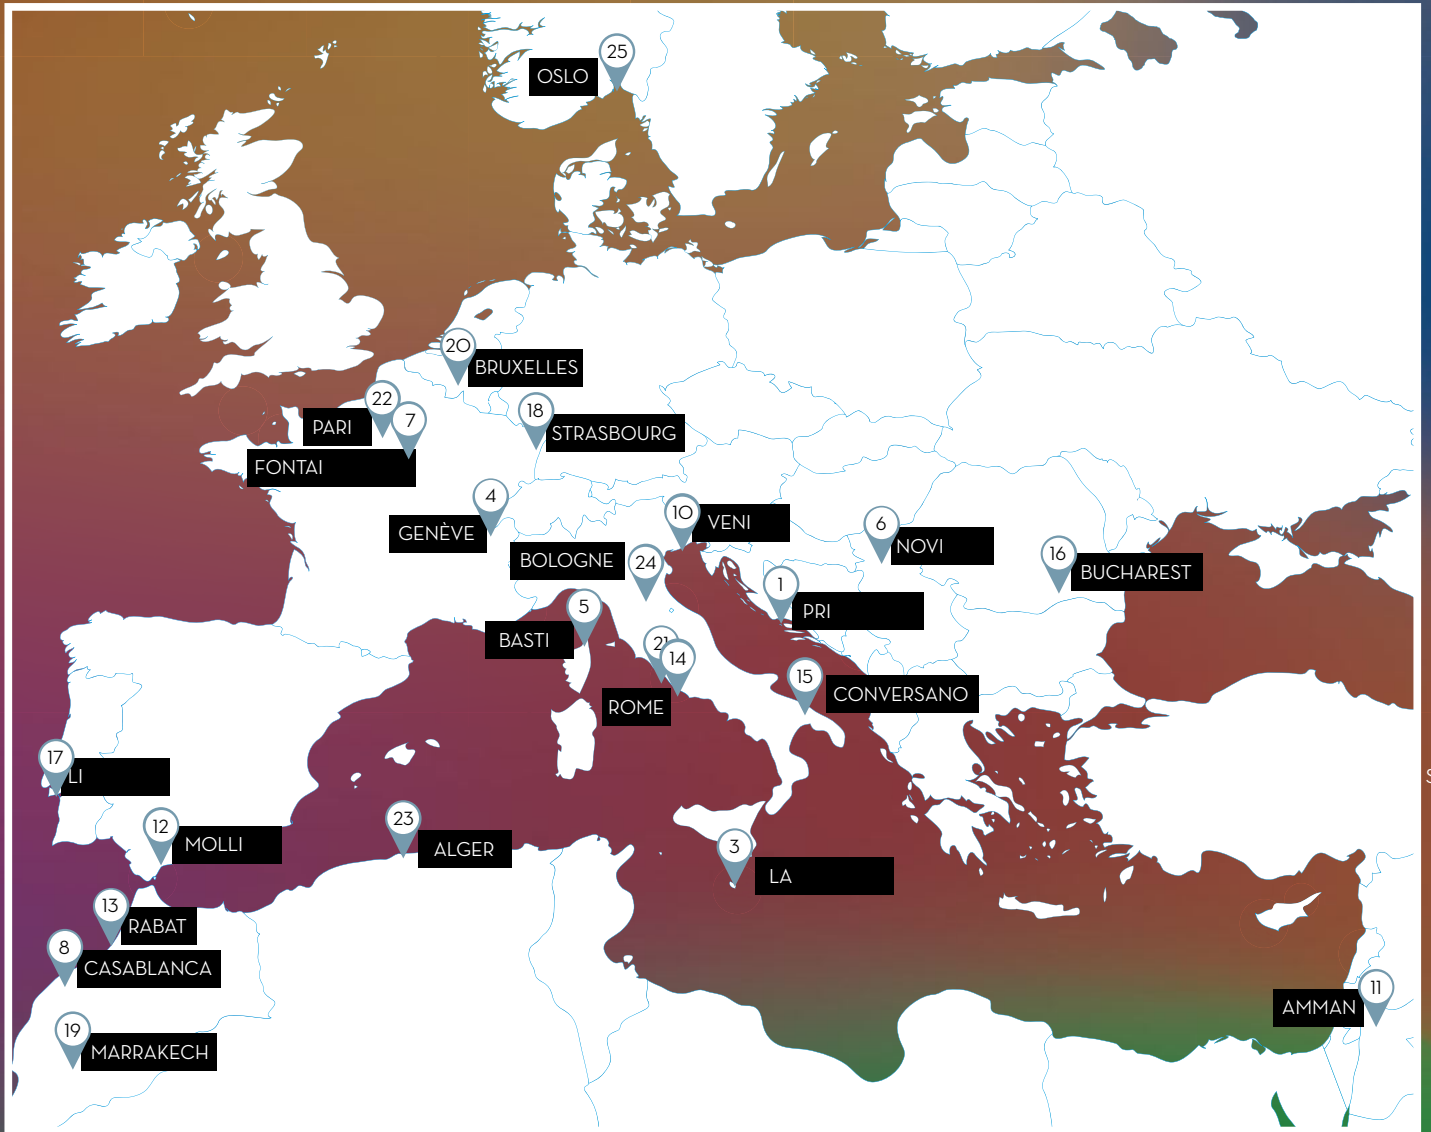 25
OSLO
20
BRUXELLES
22
7
18
PARI
STRASBOURG
FONTAI
4
GENÈVE
10
VENI
6
NOVI
BOLOGNE
24
16
BUCHAREST
1
PRI
5
BASTI
21
14
ROME
15
CONVERSANO
17
LI
12
MOLLI
23
ALGER
3
LA
13
RABAT
8
CASABLANCA
11
AMMAN
19
MARRAKECH
S